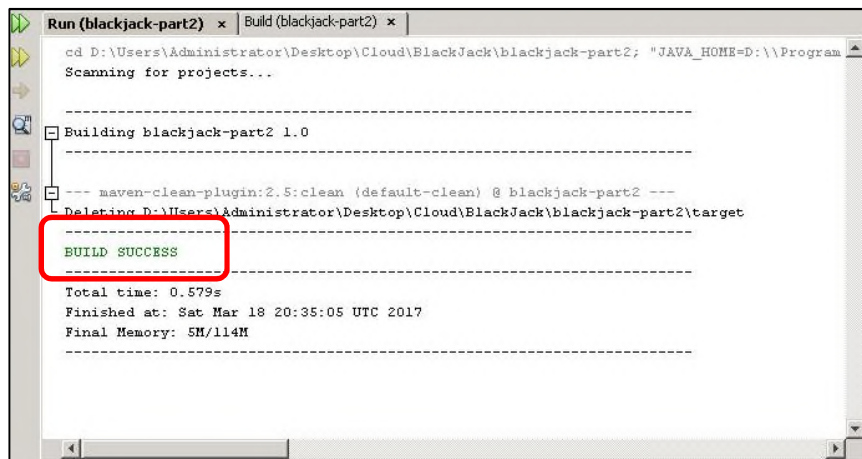 Run (blackjack-part2) x Build (blackjack-part2) x
cd D:\Users\Administrator\Desktop\Cloud\BlackJack\blackjack-part2; "JAVA_HOME=D:\\Program
Scanning for projects...
------------------------------------------------------------------------
Building blackjack-part2 1.0
------------------------------------------------------------------------
--- maven-clean-plugin:2.5:clean (default-clean) @ blackjack-part2 ---
Deleting D:\Users\Administrator\Desktop\Cloud\BlackJack\blackjack-part2\target
------------------------------------------------------------------------
BUILD SUCCESS
------------------------------------------------------------------------
Total time: 0.579s
Finished at: Sat Mar 18 20:35:05 UTC 2017
Final Memory: 5M/114M
------------------------------------------------------------------------